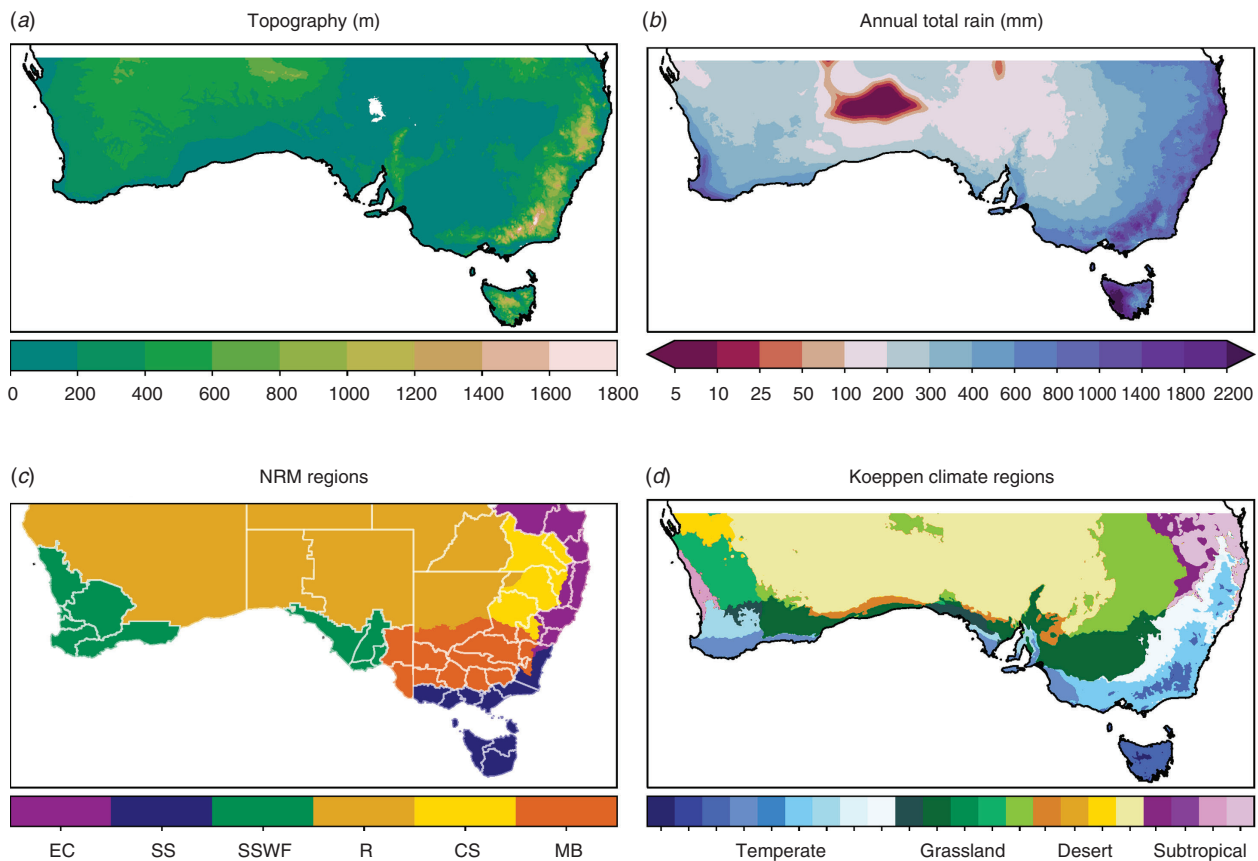 (a) Topography (m)
0 200 400 600 800 1000 1200 1400 1600 1800
(b) Annual total rain (mm)
5 10 25 50 100 200 300 400 600 800 1000 1400 1800 2200
(c) NRM regions
EC SS SSWF R CS MB
(d) Koeppen climate regions
Temperate Grassland Desert Subtropical